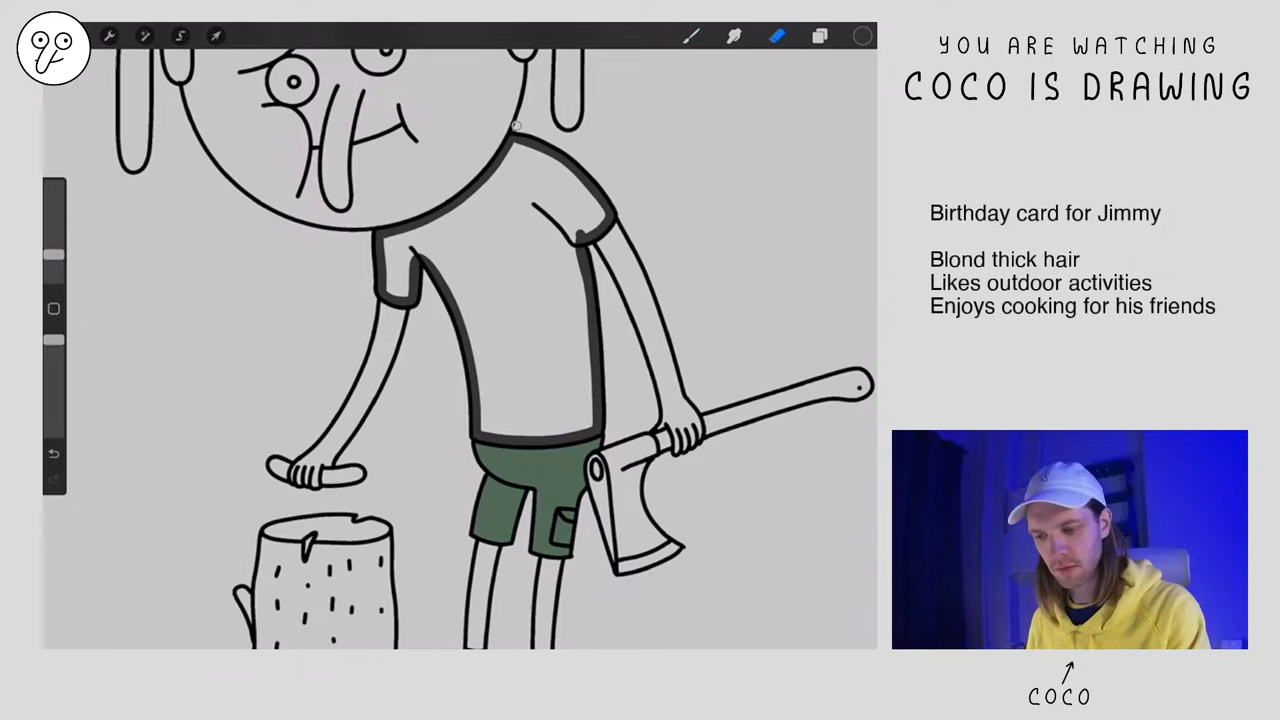 YOU ARE WATCHING
COCO IS DRAWING
Birthday card for Jimmy
Blond thick hair
Likes outdoor activities
Enjoys cooking for his friends
COCO